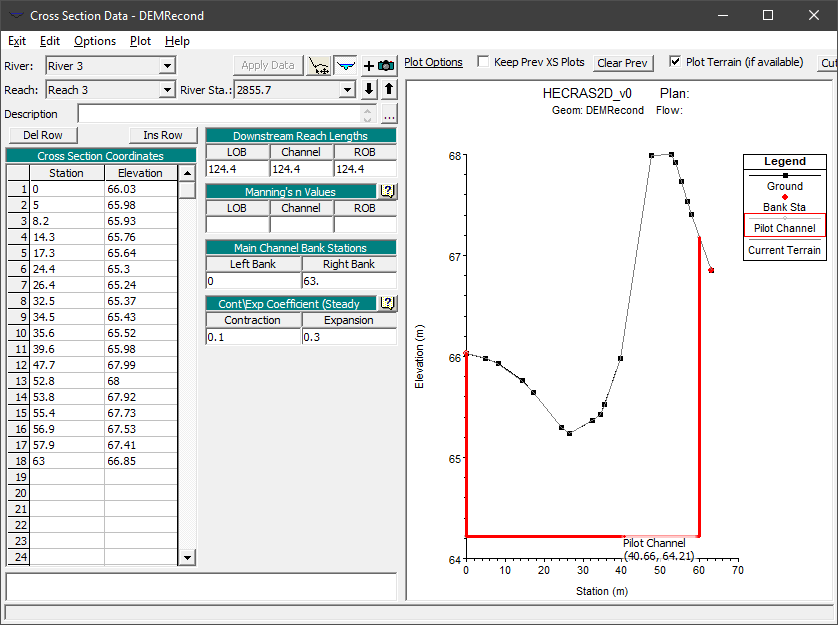 Cross Section Data - DEMRecond
Exit Edit Options Plot Help
River: River 3 Apply Data Plot Options Keep Prev XS Plots Clear Prev Plot Terrain (if available) Cut
Reach: Reach 3 River Sta.: 2855.7
Description ...
Del Row Ins Row
Cross Section Coordinates
Station Elevation
1 0 66.03
2 5 65.98
3 8.2 65.93
4 14.3 65.76
5 17.3 65.64
6 24.4 65.3
7 26.4 65.24
8 32.5 65.37
9 34.5 65.43
10 35.6 65.52
11 39.6 65.98
12 47.7 67.99
13 52.8 68
14 53.8 67.92
15 55.4 67.73
16 56.9 67.53
17 57.9 67.41
18 63 66.85
19
20
21
22
23
24
Downstream Reach Lengths
LOB Channel ROB
124.4 124.4 124.4
Manning's n Values
LOB Channel ROB
Main Channel Bank Stations
Left Bank Right Bank
0 63.
Cont\Exp Coefficient (Steady
Contraction Expansion
0.1 0.3
HECRAS2D_v0 Plan:
Geom: DEMRecond Flow:
68
67
66
65
64
Elevation (m)
0 10 20 30 40 50 60 70
Station (m)
Pilot Channel
(40.66, 64.21)
Legend
Ground
Bank Sta
Pilot Channel
Current Terrain